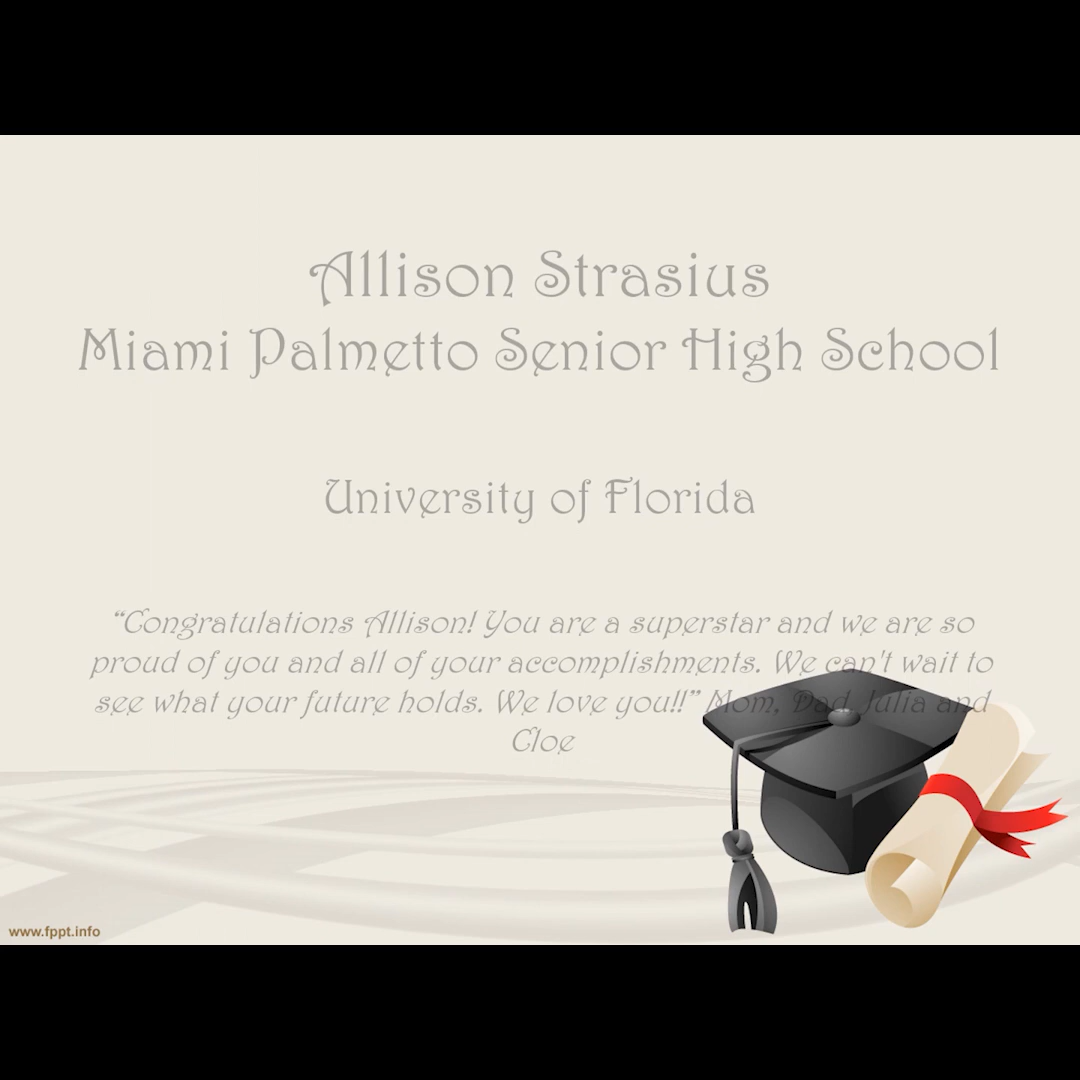 Allison Strasius
Miami Palmetto Senior High School
University of Florida
“Congratulations Allison! You are a superstar and we are so
proud of you and all of your accomplishments. We can't wait to
see what your future holds. We love you!!” Mom, Dad, Julia and
Cloe
www.fppt.info